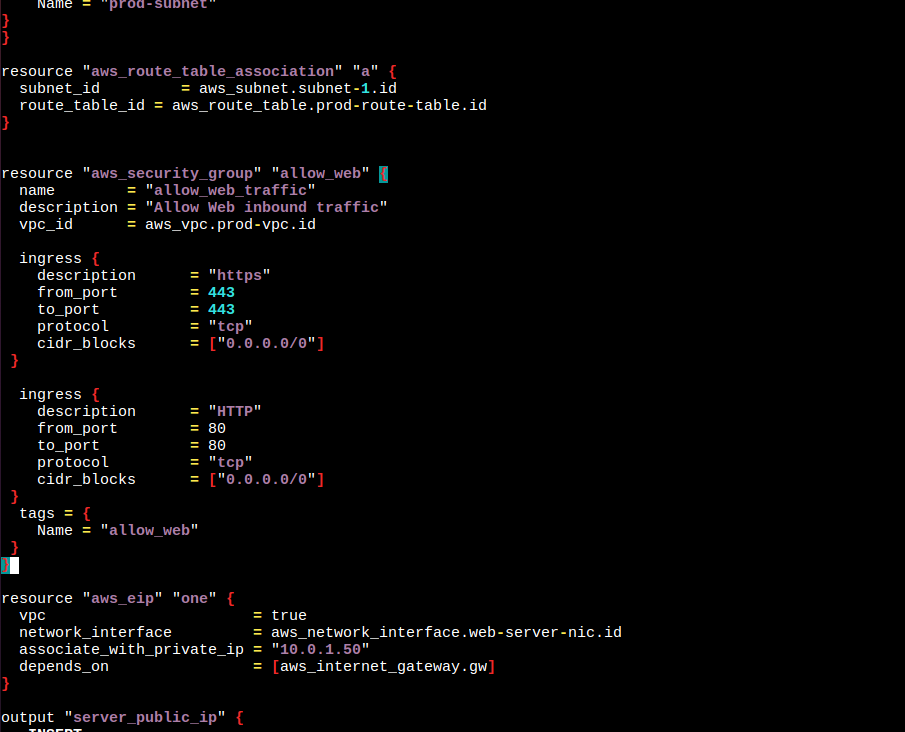 Name = "prod-subnet"
}
}

resource "aws_route_table_association" "a" {
  subnet_id         = aws_subnet.subnet-1.id
  route_table_id = aws_route_table.prod-route-table.id
}


resource "aws_security_group" "allow_web" {
  name        = "allow_web_traffic"
  description = "Allow Web inbound traffic"
  vpc_id      = aws_vpc.prod-vpc.id

  ingress {
    description      = "https"
    from_port        = 443
    to_port          = 443
    protocol         = "tcp"
    cidr_blocks      = ["0.0.0.0/0"]
 }

  ingress {
    description      = "HTTP"
    from_port        = 80
    to_port          = 80
    protocol         = "tcp"
    cidr_blocks      = ["0.0.0.0/0"]
 }
  tags = {
    Name = "allow_web"
 }
}

resource "aws_eip" "one" {
  vpc                       = true
  network_interface         = aws_network_interface.web-server-nic.id
  associate_with_private_ip = "10.0.1.50"
  depends_on                = [aws_internet_gateway.gw]
}

output "server_public_ip" {
-- INSERT --